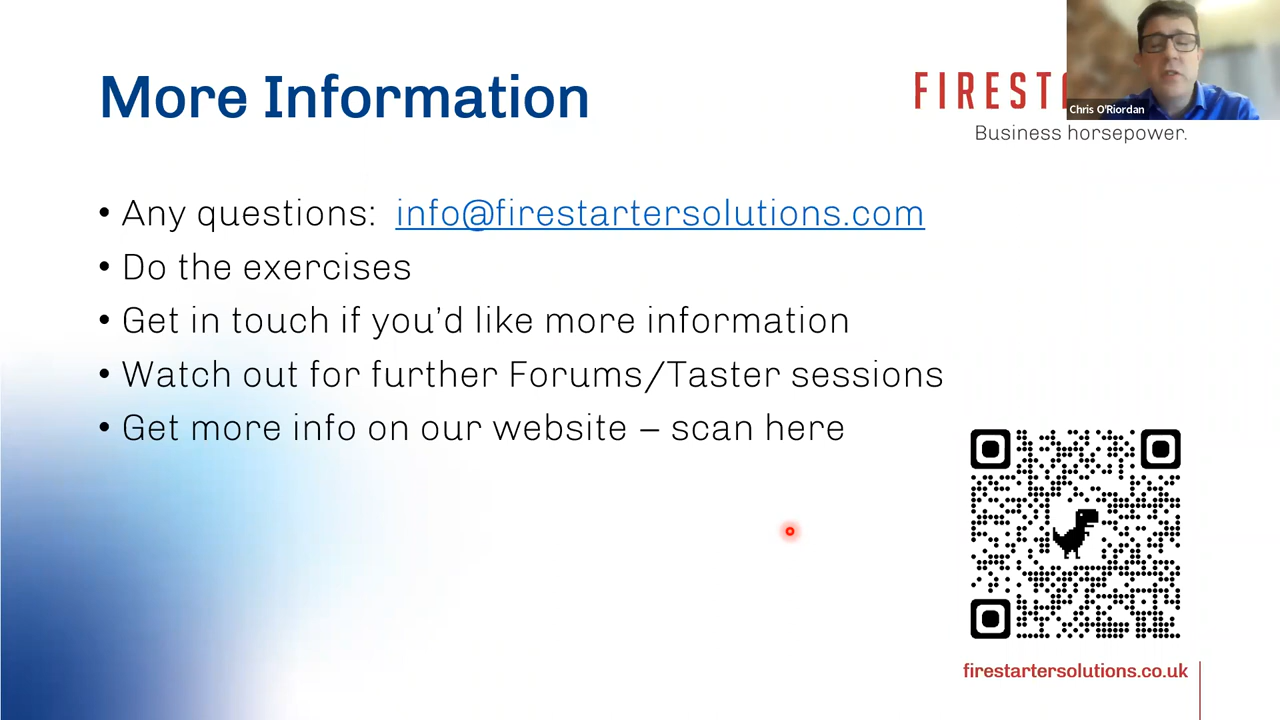 More Information
FIREST
Chris O'Riordan
Business horsepower.
• Any questions: info@firestartersolutions.com
• Do the exercises
• Get in touch if you’d like more information
• Watch out for further Forums/Taster sessions
• Get more info on our website – scan here
firestartersolutions.co.uk